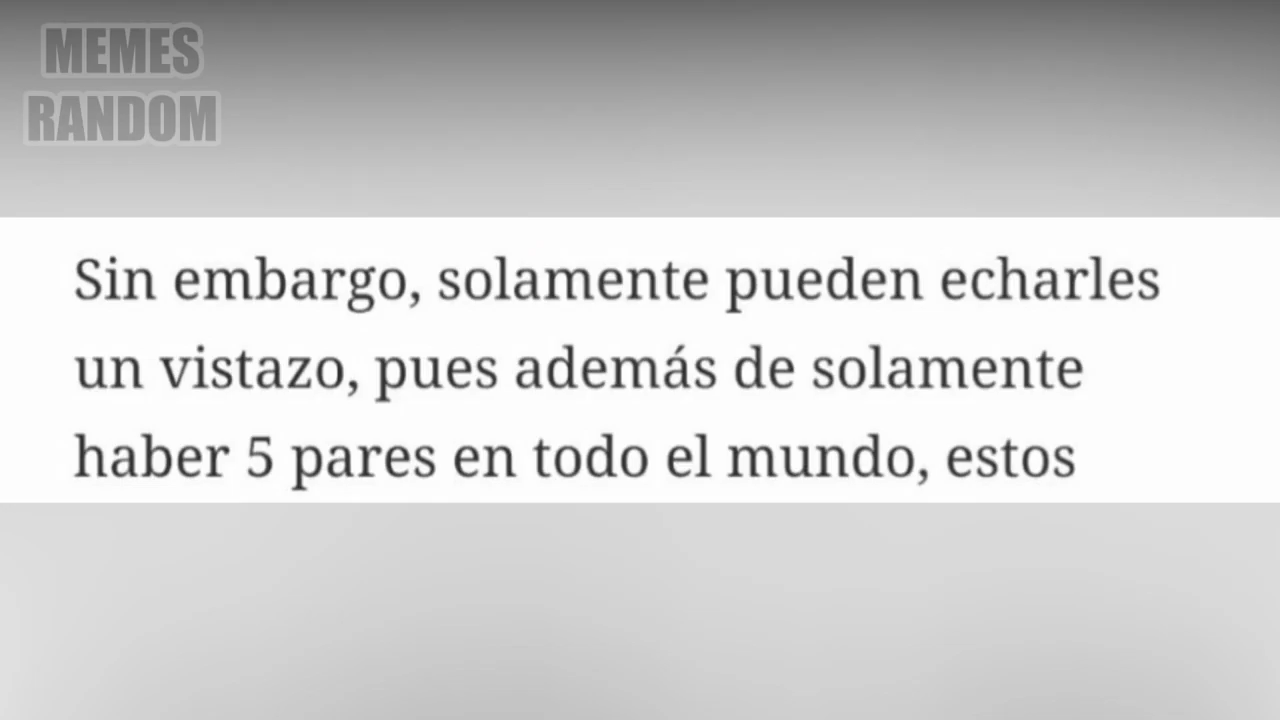 MEMES
RANDOM
Sin embargo, solamente pueden echarles
un vistazo, pues además de solamente
haber 5 pares en todo el mundo, estos